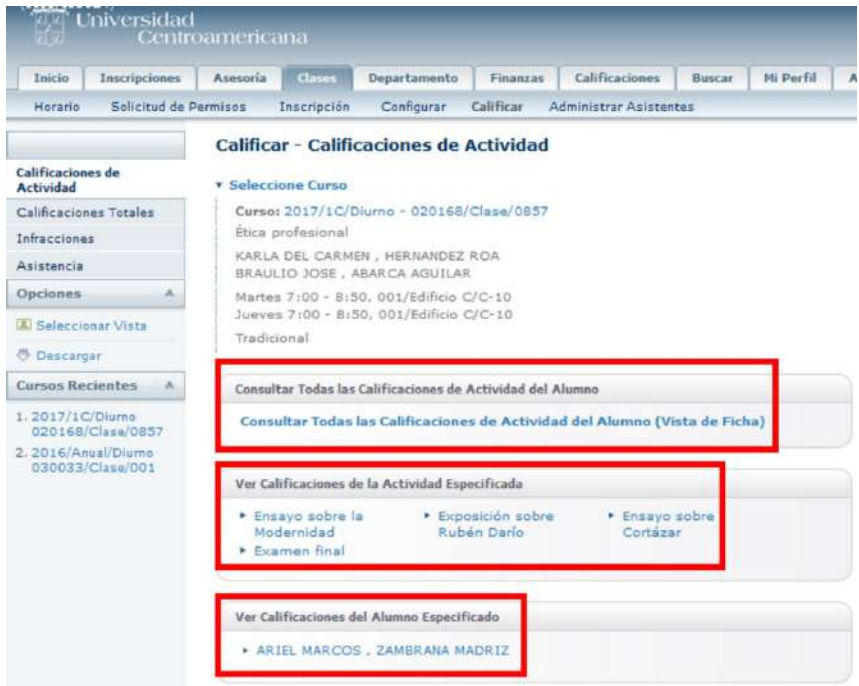 Universidad
Centroamericana
Inicio Inscripciones Asesoría Clases Departamento Finanzas Calificaciones Buscar Mi Perfil A
Horario Solicitud de Permisos Inscripción Configurar Calificar Administrar Asistentes
Calificar - Calificaciones de Actividad
Calificaciones de
Actividad
Calificaciones Totales
Infracciones
Asistencia
Opciones
Seleccionar Vista
Descargar
Cursos Recientes
1. 2017/1C/Diurno
020168/Clase/0857
2. 2016/Anual/Diurno
030033/Clase/001
Seleccione Curso
Curso: 2017/1C/Diurno - 020168/Clase/0857
Ética profesional
KARLA DEL CARMEN , HERNANDEZ ROA
BRAULIO JOSE , ABARCA AGUILAR
Martes 7:00 - 8:50, 001/Edificio C/C-10
Jueves 7:00 - 8:50, 001/Edificio C/C-10
Tradicional
Consultar Todas las Calificaciones de Actividad del Alumno
Consultar Todas las Calificaciones de Actividad del Alumno (Vista de Ficha)
Ver Calificaciones de la Actividad Especificada
Ensayo sobre la
Modernidad
Exposición sobre
Rubén Darío
Ensayo sobre
Cortázar
Examen final
Ver Calificaciones del Alumno Especificado
ARIEL MARCOS , ZAMBRANA MADRIZ